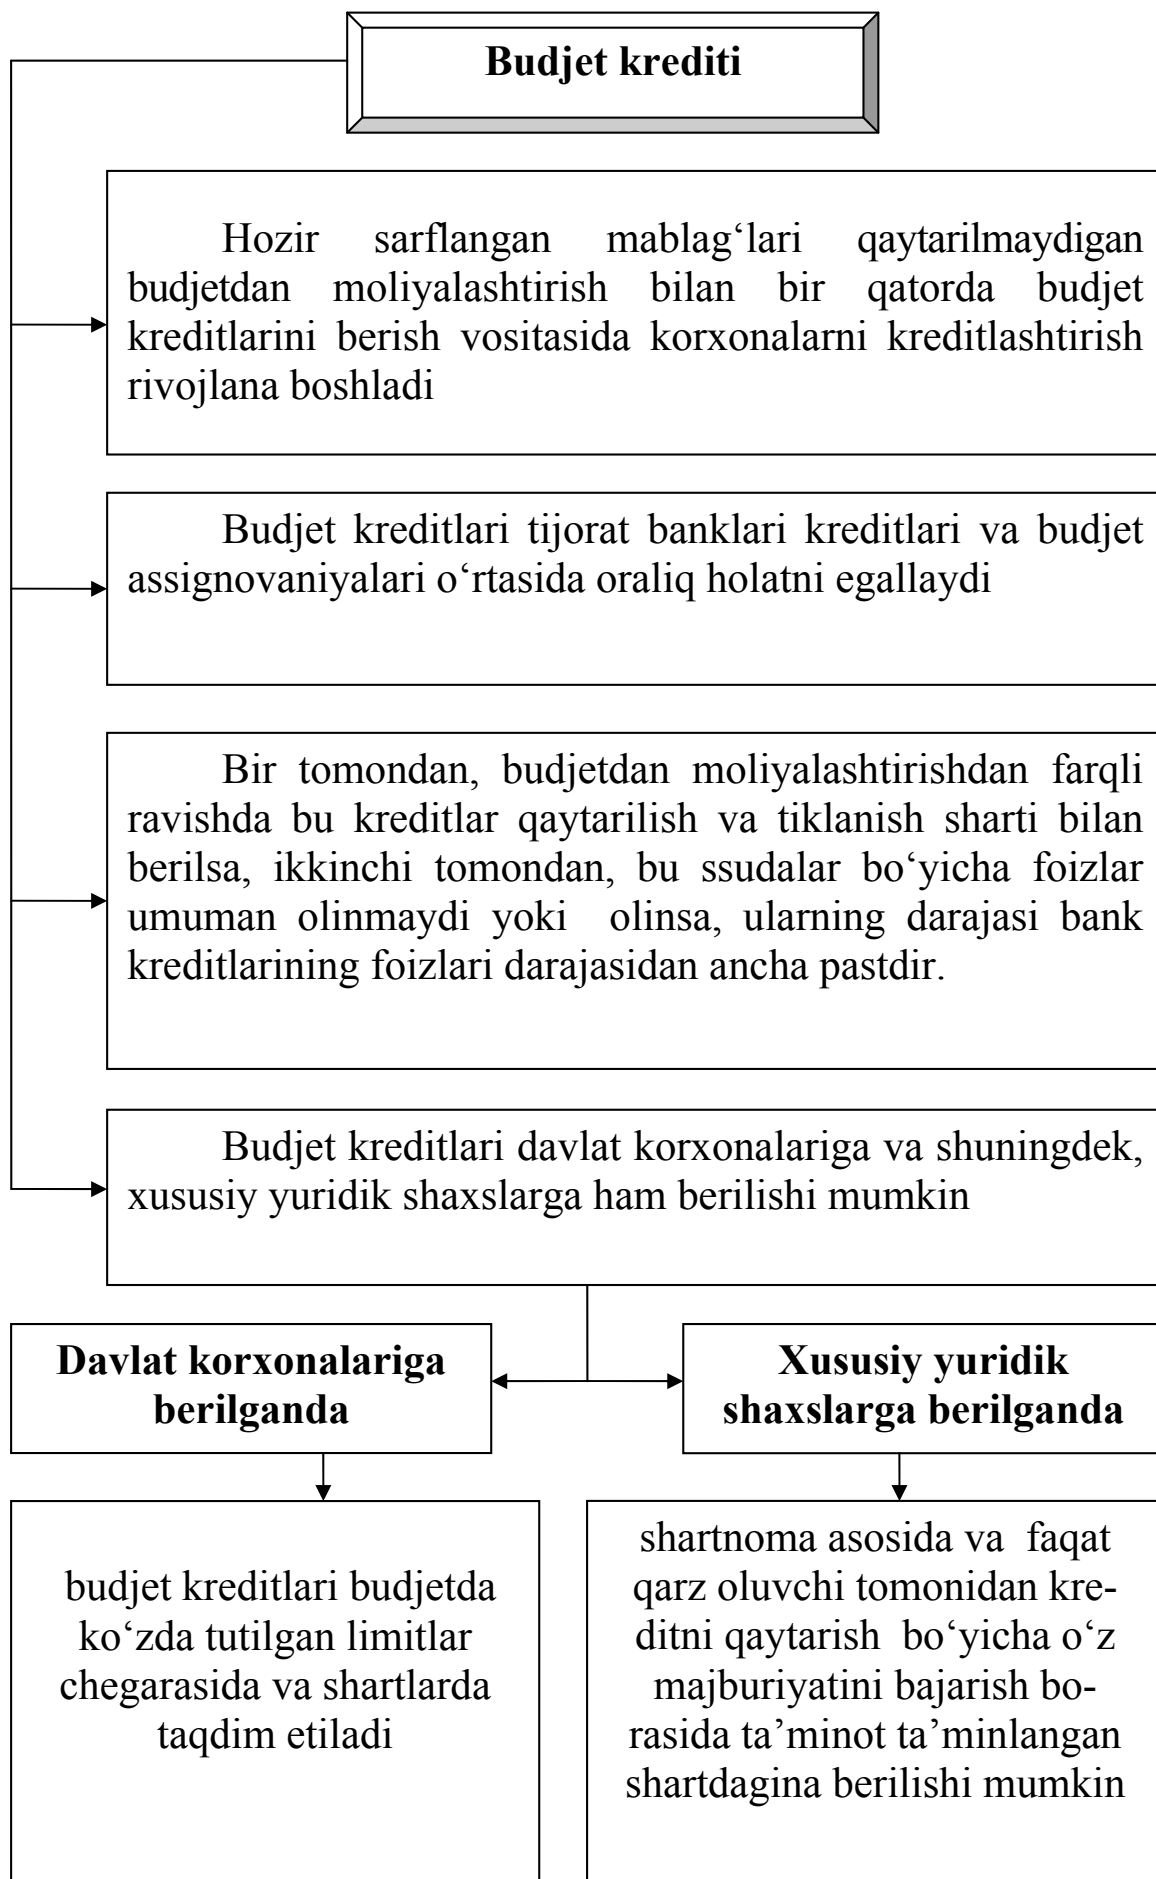 Budjet krediti
Hozir sarflangan mablag‘lari qaytarilmaydigan
budjetdan moliyalashtirish bilan bir qatorda budjet
kreditlarini berish vositasida korxonalarni kreditlashtirish
rivojlana boshladi
Budjet kreditlari tijorat banklari kreditlari va budjet
assignovaniyalari o‘rtasida oraliq holatni egallaydi
Bir tomondan, budjetdan moliyalashtirishdan farqli
ravishda bu kreditlar qaytarilish va tiklanish sharti bilan
berilsa, ikkinchi tomondan, bu ssudalar bo‘yicha foizlar
umuman olinmaydi yoki olinsa, ularning darajasi bank
kreditlarining foizlari darajasidan ancha pastdir.
Budjet kreditlari davlat korxonalariga va shuningdek,
xususiy yuridik shaxslarga ham berilishi mumkin
Davlat korxonalariga
berilganda
Xususiy yuridik
shaxslarga berilganda
budjet kreditlari budjetda
ko‘zda tutilgan limitlar
chegarasida va shartlarda
taqdim etiladi
shartnoma asosida va faqat
qarz oluvchi tomonidan kre-
ditni qaytarish bo‘yicha o‘z
majburiyatini bajarish bo-
rasida ta’minot ta’minlangan
shartdagina berilishi mumkin